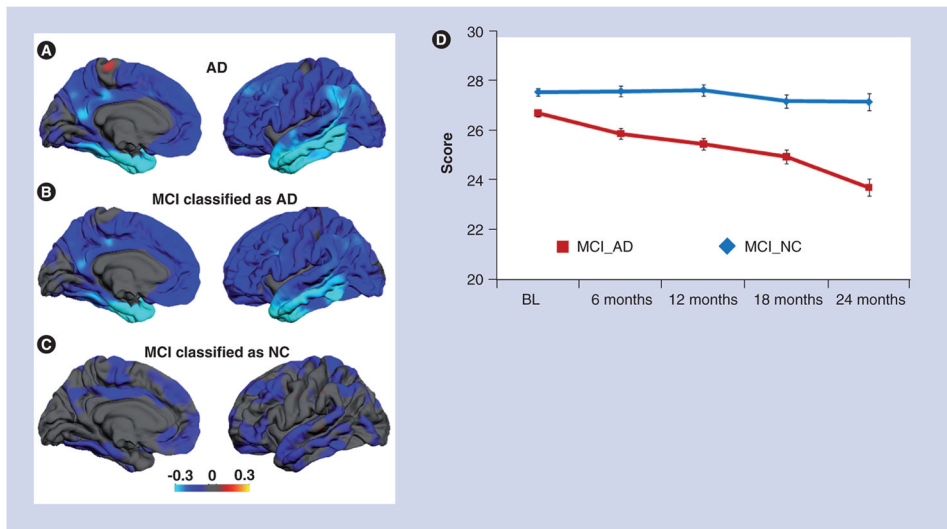 A
AD
B
MCI classified as AD
C
MCI classified as NC
-0.3 0 0.3
D
30
28
26
24
22
20
Score
MCI_AD MCI_NC
BL 6 months 12 months 18 months 24 months